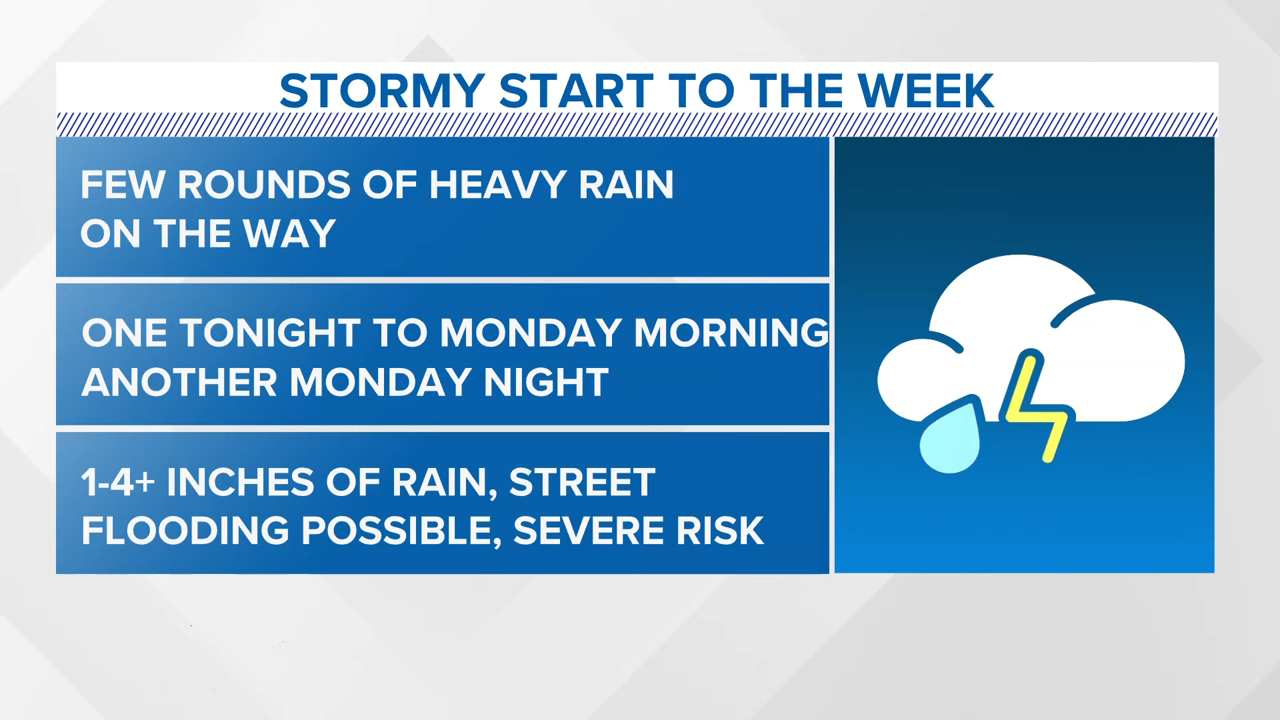 STORMY START TO THE WEEK
FEW ROUNDS OF HEAVY RAIN
ON THE WAY
ONE TONIGHT TO MONDAY MORNING
ANOTHER MONDAY NIGHT
1-4+ INCHES OF RAIN, STREET
FLOODING POSSIBLE, SEVERE RISK